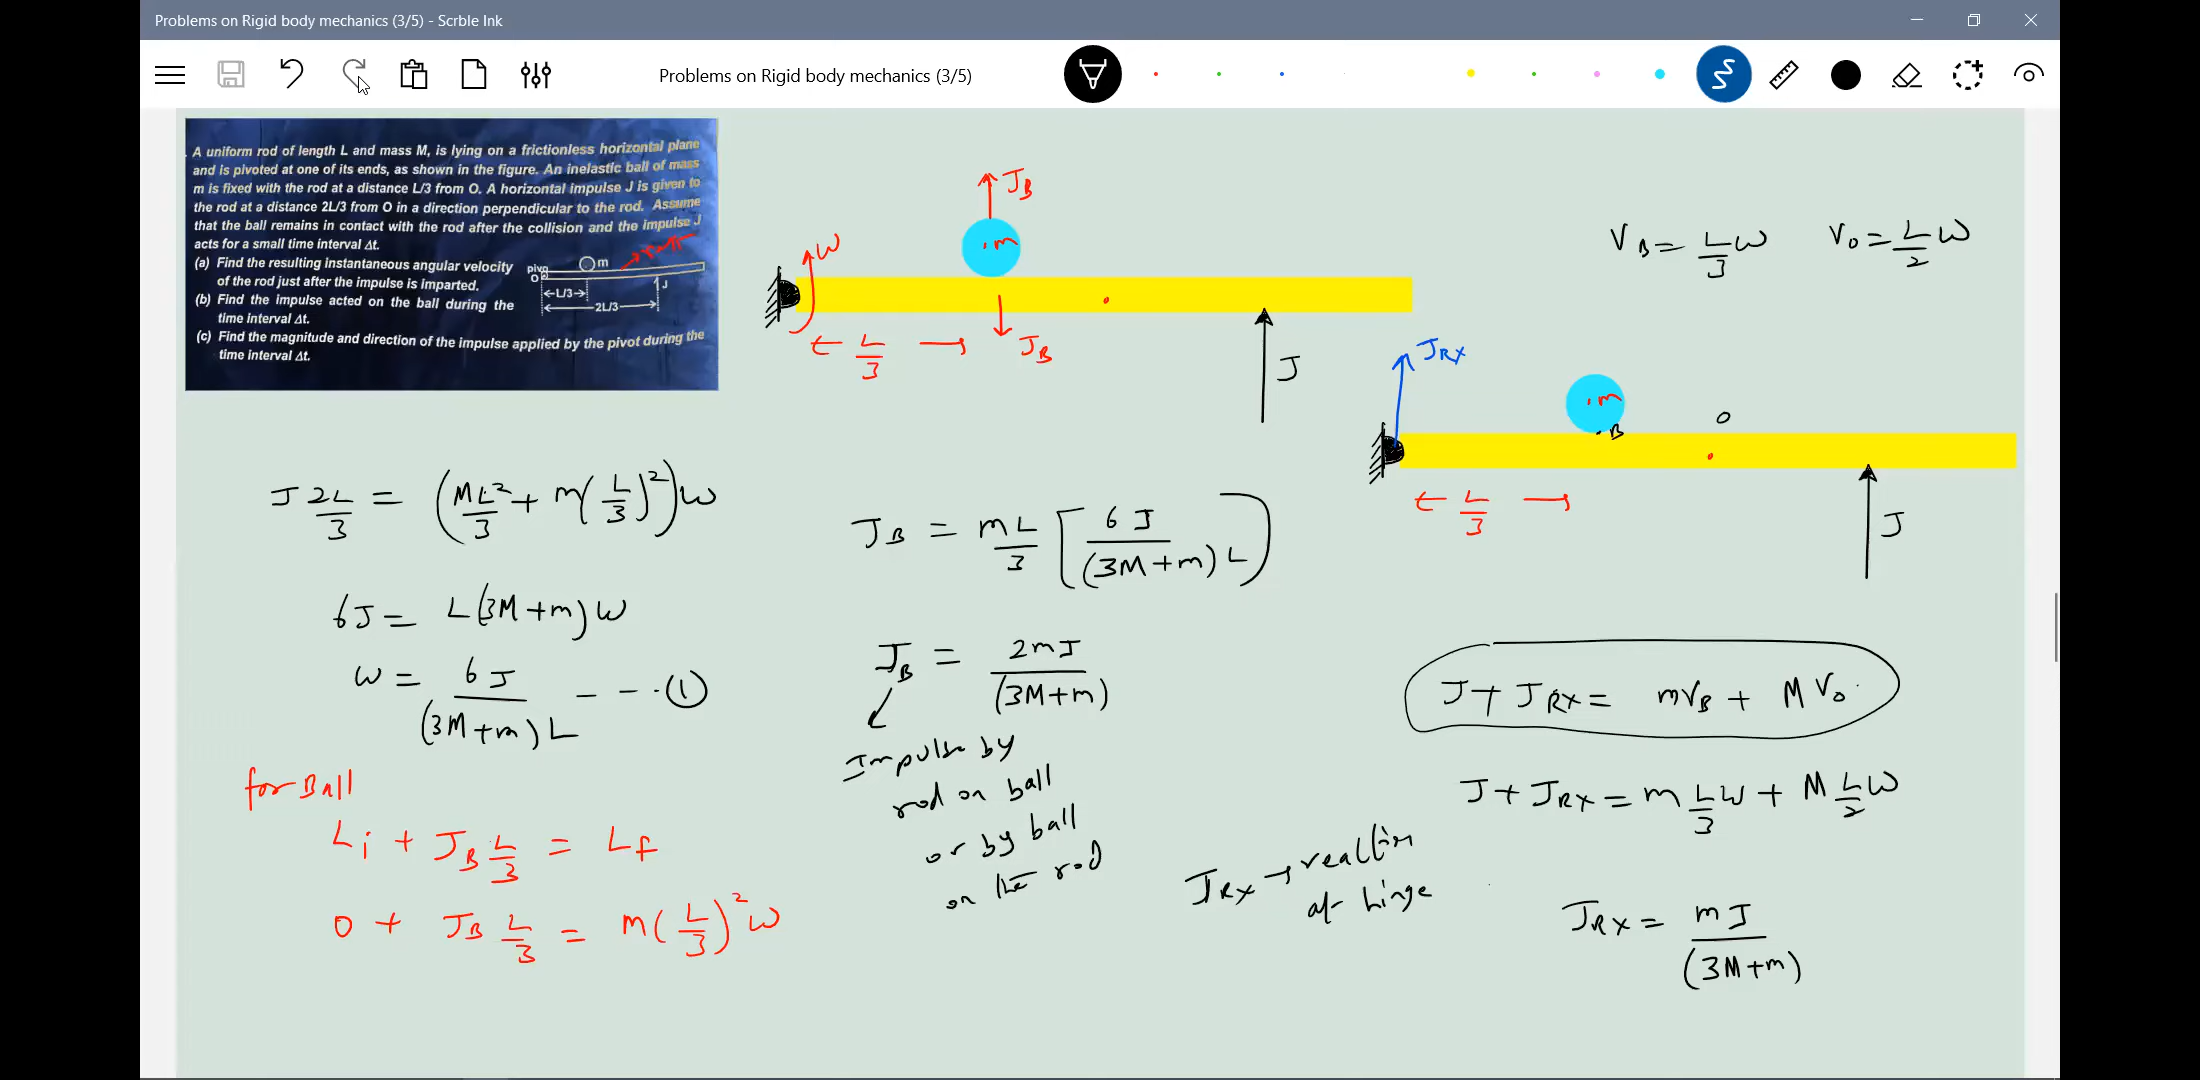 Problems on Rigid body mechanics (3/5) - Scrble Ink
Problems on Rigid body mechanics (3/5)
. A uniform rod of length L and mass M, is lying on a frictionless horizontal plane
and is pivoted at one of its ends, as shown in the figure. An inelastic ball of mass
m is fixed with the rod at a distance L/3 from O. A horizontal impulse J is given to
the rod at a distance 2L/3 from O in a direction perpendicular to the rod. Assume
that the ball remains in contact with the rod after the collision and the impulse J
acts for a small time interval Δt.
(a) Find the resulting instantaneous angular velocity
of the rod just after the impulse is imparted.
(b) Find the impulse acted on the ball during the
time interval Δt.
(c) Find the magnitude and direction of the impulse applied by the pivot during the
time interval Δt.
pivo
O
m
L/3
J
2L/3
J_B
ω
m
L/3
J_B
J
V_B = L/3 ω
V_0 = L/2 ω
J_RX
m
B
O
L/3
J
J 2L/3 = (ML²/3 + m(L/3)²)ω
6J = L(3M+m)ω
ω = 6J/(3M+m)L - - - ①
for Ball
L_i + J_B L/3 = L_f
0 + J_B L/3 = m(L/3)² ω
J_B = mL/3 [6J/(3M+m)L]
J_B = 2mJ/(3M+m)
Impulse by
rod on ball
or by ball
on the rod
J + J_RX = mV_B + MV_0
J + J_RX = m L/3 ω + M L/2 ω
J_RX → reaction
at hinge
J_RX = mJ/(3M+m)